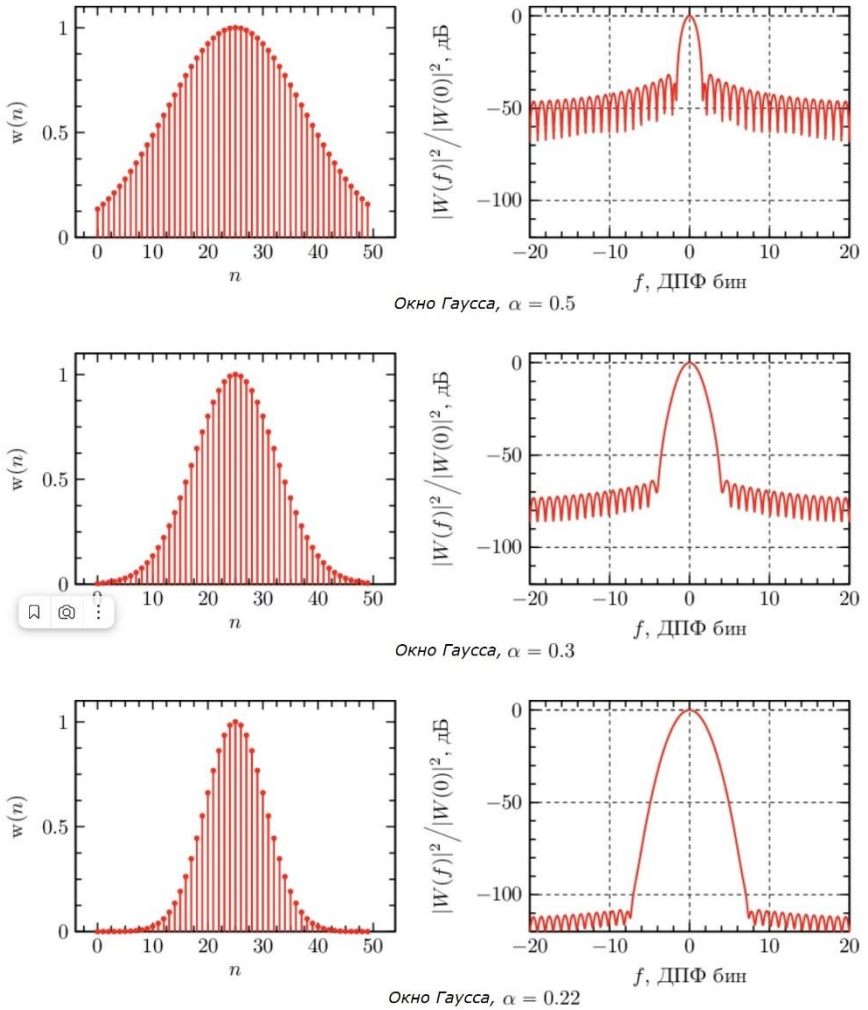 1
0.5
0
w(n)
0 10 20 30 40 50
n
0
−50
−100
|W(f)|²/|W(0)|², дБ
−20 −10 0 10 20
f, ДПФ бин
Окно Гаусса, α = 0.5
1
0.5
0
w(n)
0 10 20 30 40 50
n
0
−50
−100
|W(f)|²/|W(0)|², дБ
−20 −10 0 10 20
f, ДПФ бин
Окно Гаусса, α = 0.3
1
0.5
0
w(n)
0 10 20 30 40 50
n
0
−50
−100
|W(f)|²/|W(0)|², дБ
−20 −10 0 10 20
f, ДПФ бин
Окно Гаусса, α = 0.22